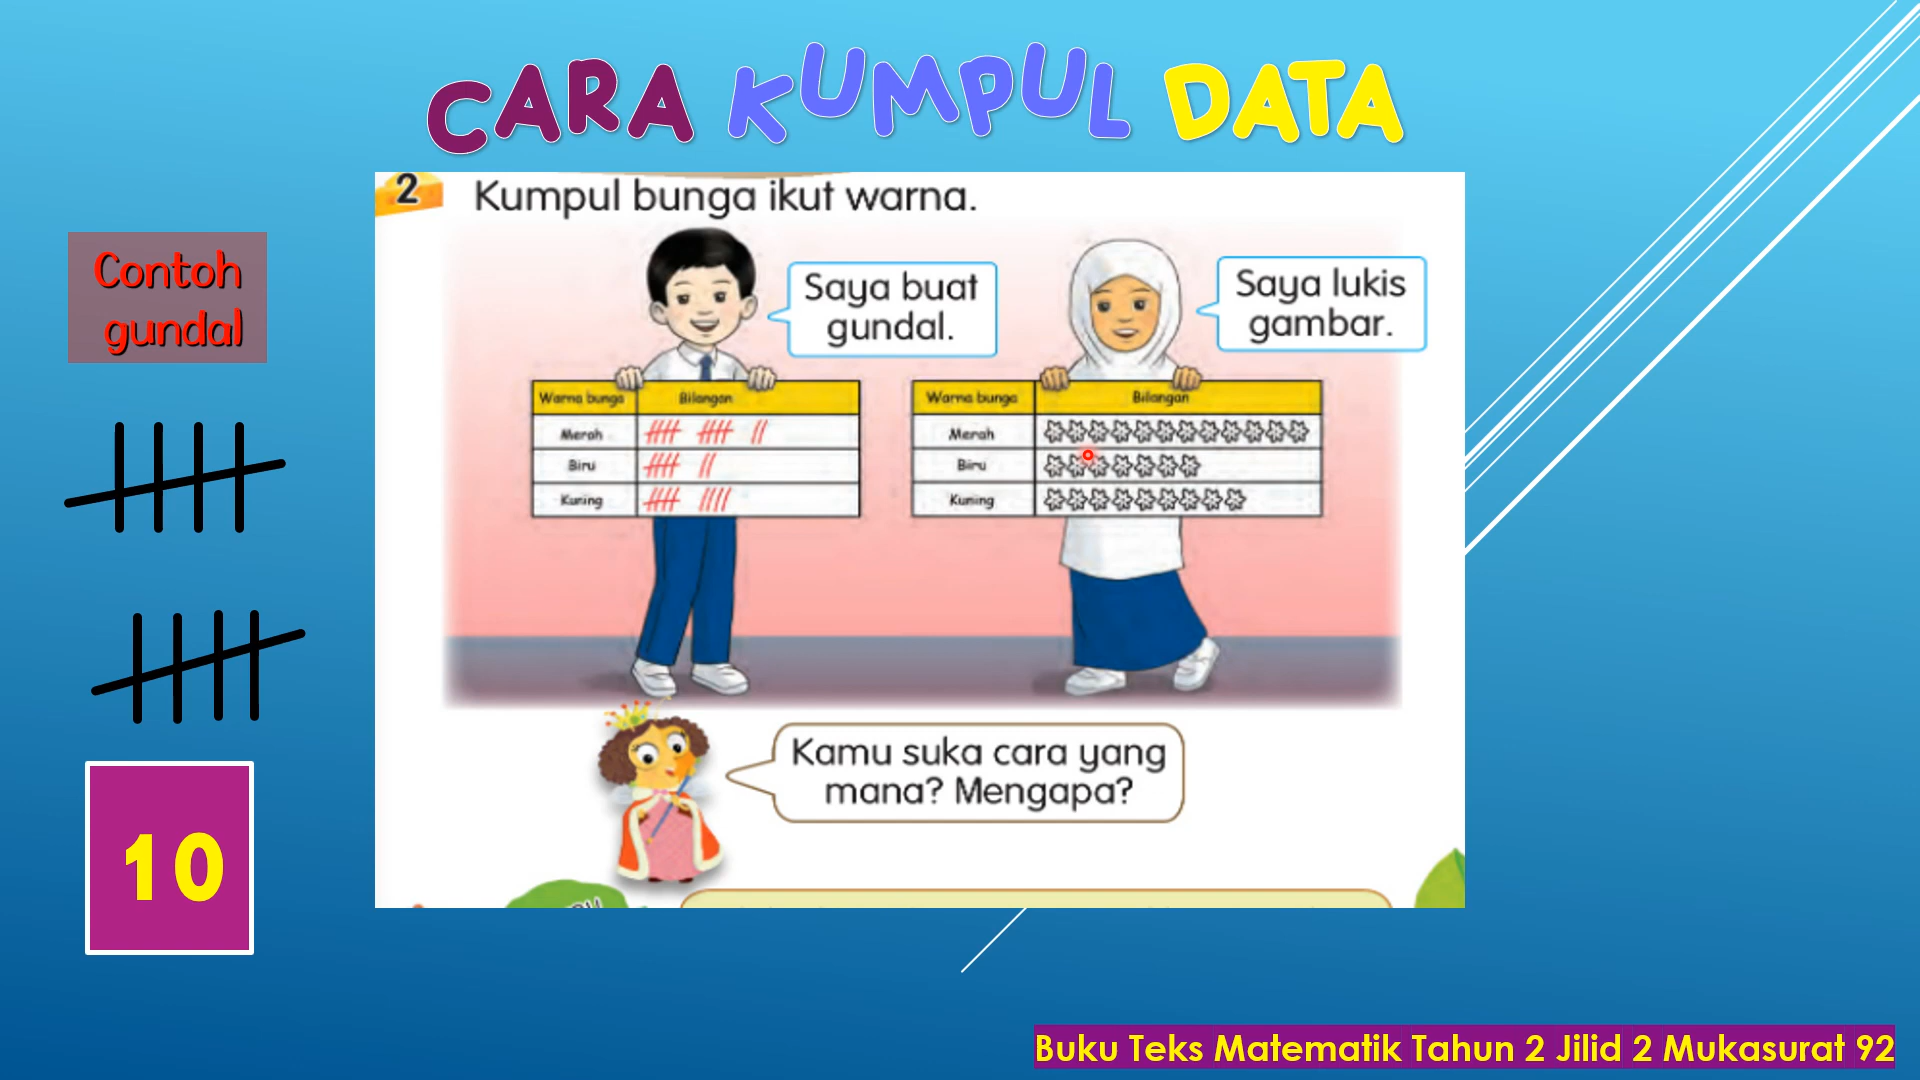 CARA KUMPUL DATA
2 Kumpul bunga ikut warna.
Contoh
gundal
Saya buat
gundal.
Saya lukis
gambar.
Warna bunga Bilangan
Merah
Biru
Kuning
Warna bunga Bilangan
Merah
Biru
Kuning
Kamu suka cara yang
mana? Mengapa?
10
Buku Teks Matematik Tahun 2 Jilid 2 Mukasurat 92